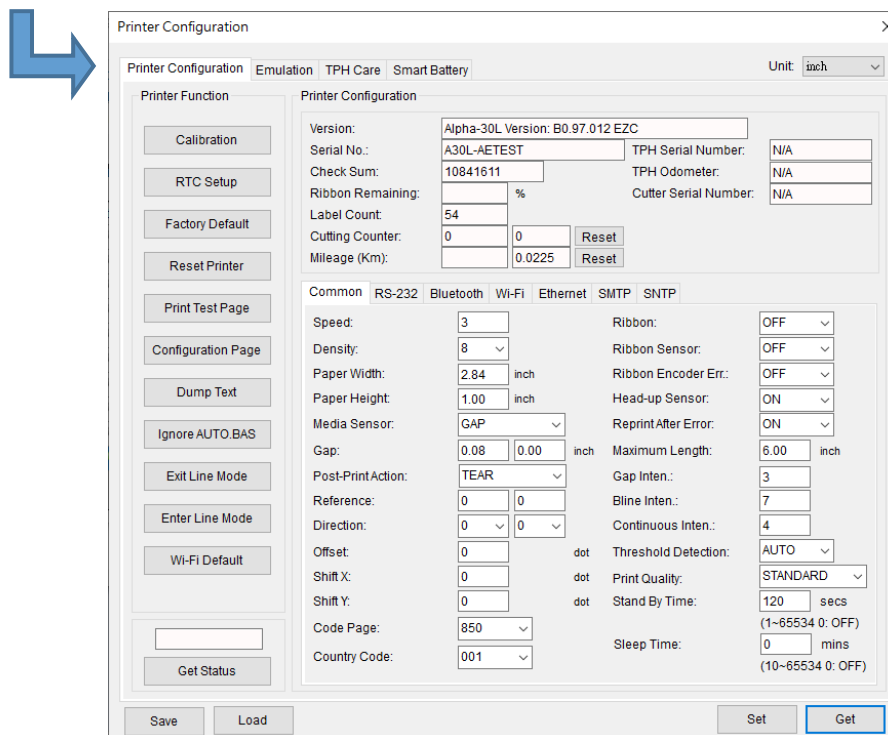 Printer Configuration
Printer Configuration Emulation TPH Care Smart Battery Unit: inch
Printer Function
Calibration
RTC Setup
Factory Default
Reset Printer
Print Test Page
Configuration Page
Dump Text
Ignore AUTO.BAS
Exit Line Mode
Enter Line Mode
Wi-Fi Default
Get Status
Printer Configuration
Version: Alpha-30L Version: B0.97.012 EZC
Serial No.: A30L-AETEST TPH Serial Number: N/A
Check Sum: 10841611 TPH Odometer: N/A
Ribbon Remaining: % Cutter Serial Number: N/A
Label Count: 54
Cutting Counter: 0 0 Reset
Mileage (Km): 0.0225 Reset
Common RS-232 Bluetooth Wi-Fi Ethernet SMTP SNTP
Speed: 3 Ribbon: OFF
Density: 8 Ribbon Sensor: OFF
Paper Width: 2.84 inch Ribbon Encoder Err.: OFF
Paper Height: 1.00 inch Head-up Sensor: ON
Media Sensor: GAP Reprint After Error: ON
Gap: 0.08 0.00 inch Maximum Length: 6.00 inch
Post-Print Action: TEAR Gap Inten.: 3
Reference: 0 0 Bline Inten.: 7
Direction: 0 0 Continuous Inten.: 4
Offset: 0 dot Threshold Detection: AUTO
Shift X: 0 dot Print Quality: STANDARD
Shift Y: 0 dot Stand By Time: 120 secs
(1~65534 0: OFF)
Code Page: 850
Sleep Time: 0 mins
Country Code: 001
(10~65534 0: OFF)
Save Load Set Get